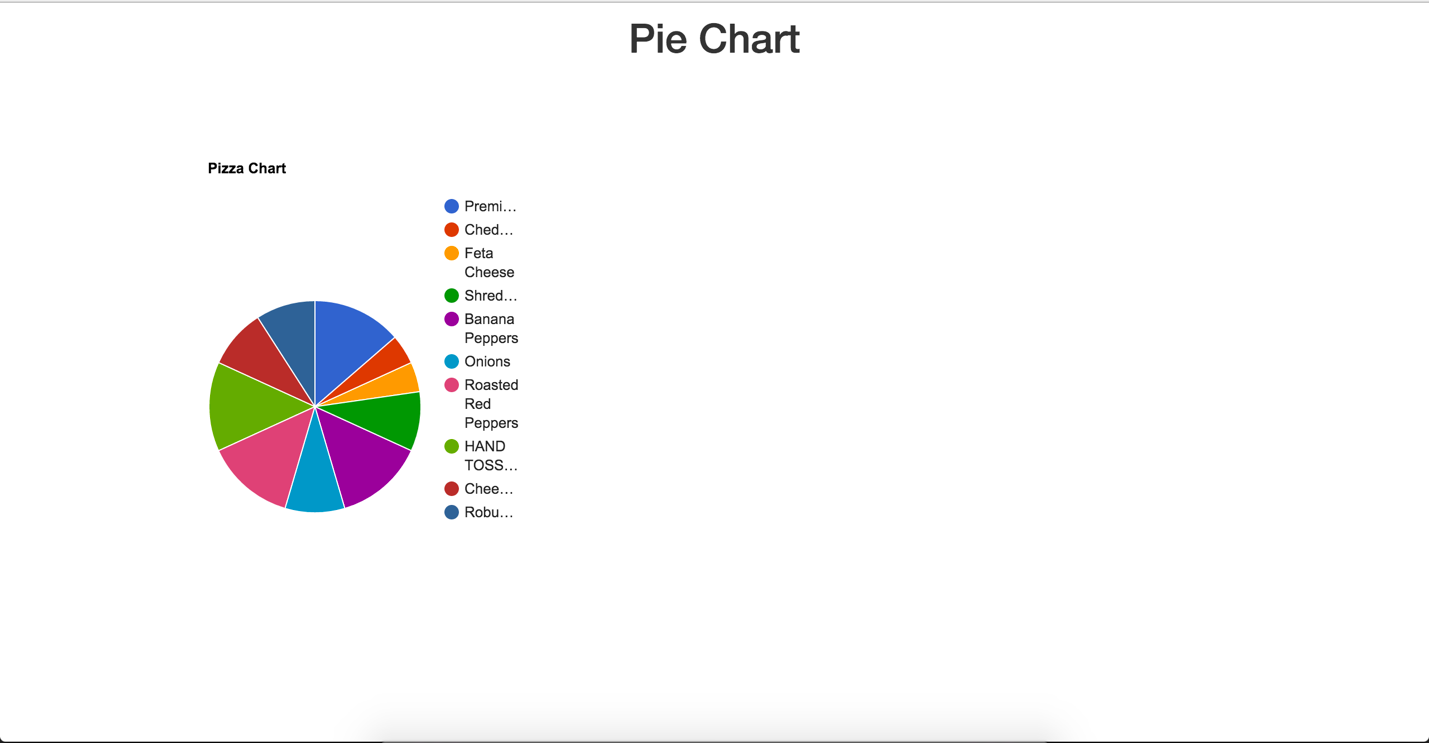 Pie Chart
Pizza Chart
Premi…
Ched…
Feta
Cheese
Shred…
Banana
Peppers
Onions
Roasted
Red
Peppers
HAND
TOSS…
Chee…
Robu…